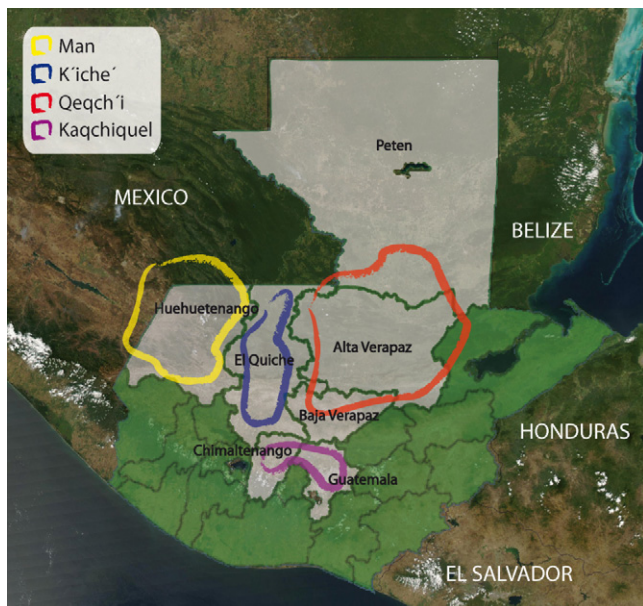 Man
K´iche´
Qeqch´i
Kaqchiquel
Peten
MEXICO
BELIZE
Huehuetenango
El Quiche
Alta Verapaz
Baja Verapaz
HONDURAS
Chimaltenango
Guatemala
EL SALVADOR